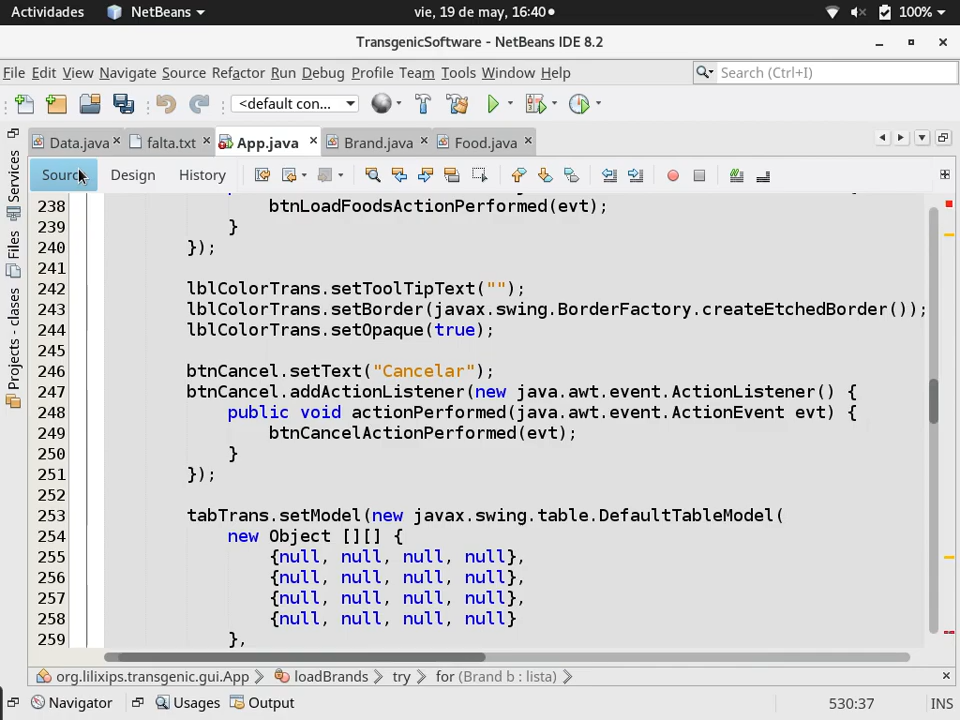 Actividades NetBeans vie, 19 de may, 16:40 100%
TransgenicSoftware - NetBeans IDE 8.2
File Edit View Navigate Source Refactor Run Debug Profile Team Tools Window Help Search (Ctrl+I)
<default con...
Data.java falta.txt App.java Brand.java Food.java
Source Design History
238 btnLoadFoodsActionPerformed(evt);
239 }
240 });
241
242 lblColorTrans.setToolTipText("");
243 lblColorTrans.setBorder(javax.swing.BorderFactory.createEtchedBorder());
244 lblColorTrans.setOpaque(true);
245
246 btnCancel.setText("Cancelar");
247 btnCancel.addActionListener(new java.awt.event.ActionListener() {
248 public void actionPerformed(java.awt.event.ActionEvent evt) {
249 btnCancelActionPerformed(evt);
250 }
251 });
252
253 tabTrans.setModel(new javax.swing.table.DefaultTableModel(
254 new Object [][] {
255 {null, null, null, null},
256 {null, null, null, null},
257 {null, null, null, null},
258 {null, null, null, null}
259 },
Services
Files
Projects - clases
org.lilixips.transgenic.gui.App loadBrands try for (Brand b : lista)
Navigator Usages Output 530:37 INS